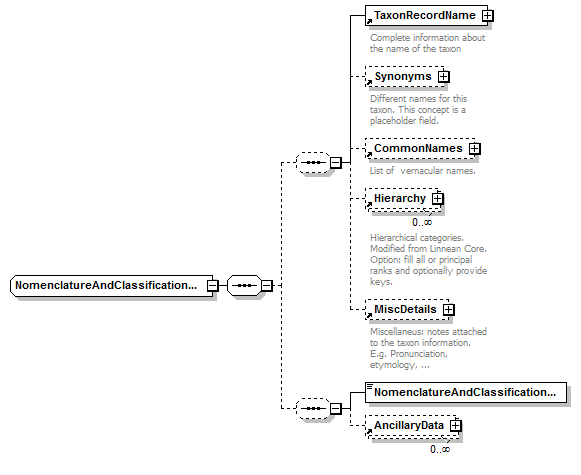 TaxonRecordName
Complete information about
the name of the taxon
Synonyms
Different names for this
taxon. This concept is a
placeholder field.
CommonNames
List of  vernacular names.
Hierarchy
0..∞
Hierarchical categories.
Modified from Linnean Core.
Option: fill all or principal
ranks and optionally provide
keys.
NomenclatureAndClassification...
MiscDetails
Miscellaneus: notes attached
to the taxon information.
E.g. Pronunciation,
etymology, ...
NomenclatureAndClassification...
AncillaryData
0..∞